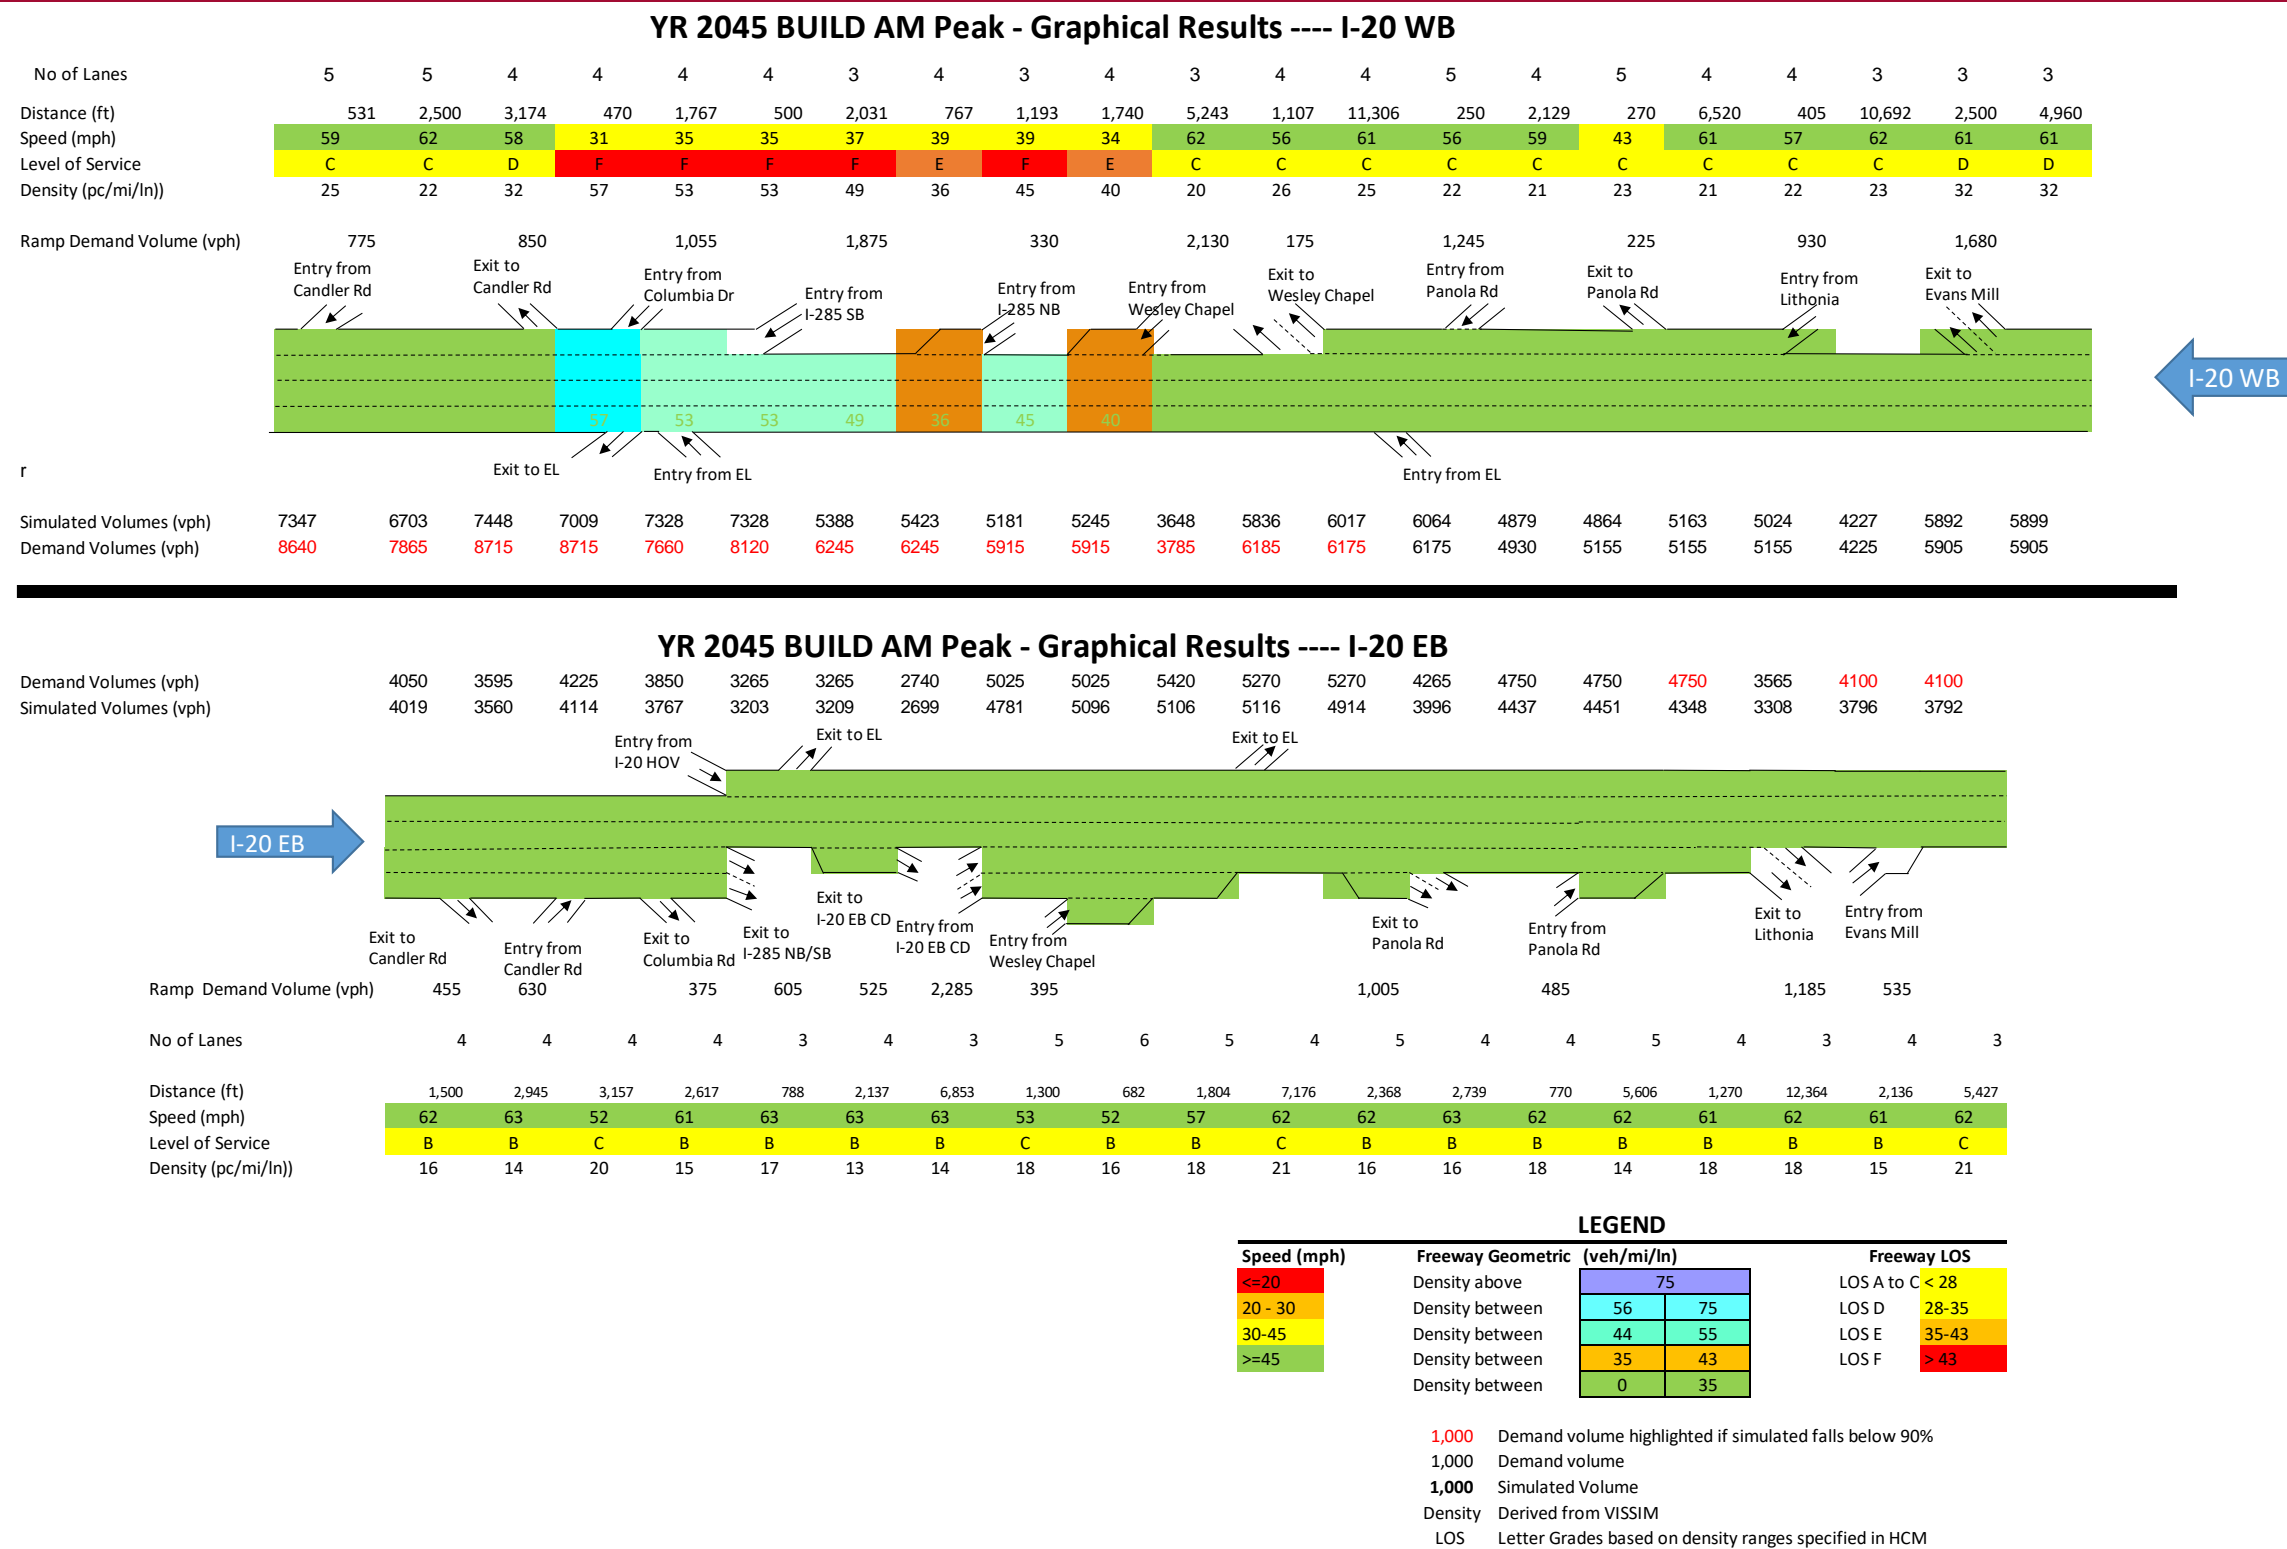 YR 2045 BUILD AM Peak - Graphical Results ---- I-20 WB
No of Lanes 5 5 4 4 4 4 3 4 3 4 3 4 4 5 4 5 4 4 3 3 3
Distance (ft) 531 2,500 3,174 470 1,767 500 2,031 767 1,193 1,740 5,243 1,107 11,306 250 2,129 270 6,520 405 10,692 2,500 4,960
Speed (mph) 59 62 58 31 35 35 37 39 39 34 62 56 61 56 59 43 61 57 62 61 61
Level of Service C C D F F F F E F E C C C C C C C C C D D
Density (pc/mi/ln)) 25 22 32 57 53 53 49 36 45 40 20 26 25 22 21 23 21 22 23 32 32
Ramp Demand Volume (vph) 775 850 1,055 1,875 330 2,130 175 1,245 225 930 1,680
Entry from
Candler Rd
Exit to
Candler Rd
Entry from
Columbia Dr
Entry from
I-285 SB
Entry from
I-285 NB
Entry from
Wesley Chapel
Exit to
Wesley Chapel
Entry from
Panola Rd
Exit to
Panola Rd
Entry from
Lithonia
Exit to
Evans Mill
I-20 WB
57 53 53 49 36 45 40
Exit to EL
Entry from EL
Entry from EL
r
Simulated Volumes (vph) 7347 6703 7448 7009 7328 7328 5388 5423 5181 5245 3648 5836 6017 6064 4879 4864 5163 5024 4227 5892 5899
Demand Volumes (vph) 8640 7865 8715 8715 7660 8120 6245 6245 5915 5915 3785 6185 6175 6175 4930 5155 5155 5155 4225 5905 5905
YR 2045 BUILD AM Peak - Graphical Results ---- I-20 EB
Demand Volumes (vph) 4050 3595 4225 3850 3265 3265 2740 5025 5025 5420 5270 5270 4265 4750 4750 4750 3565 4100 4100
Simulated Volumes (vph) 4019 3560 4114 3767 3203 3209 2699 4781 5096 5106 5116 4914 3996 4437 4451 4348 3308 3796 3792
Entry from
I-20 HOV
Exit to EL
Exit to EL
I-20 EB
Exit to
Candler Rd
Entry from
Candler Rd
Exit to
Columbia Rd
Exit to
I-285 NB/SB
Exit to
I-20 EB CD
Entry from
I-20 EB CD
Entry from
Wesley Chapel
Exit to
Panola Rd
Entry from
Panola Rd
Exit to
Lithonia
Entry from
Evans Mill
Ramp Demand Volume (vph) 455 630 375 605 525 2,285 395 1,005 485 1,185 535
No of Lanes 4 4 4 4 3 4 3 5 6 5 4 5 4 4 5 4 3 4 3
Distance (ft) 1,500 2,945 3,157 2,617 788 2,137 6,853 1,300 682 1,804 7,176 2,368 2,739 770 5,606 1,270 12,364 2,136 5,427
Speed (mph) 62 63 52 61 63 63 63 53 52 57 62 62 63 62 62 61 62 61 62
Level of Service B B C B B B B C B B C B B B B B B B C
Density (pc/mi/ln)) 16 14 20 15 17 13 14 18 16 18 21 16 16 18 14 18 18 15 21
LEGEND
Speed (mph) Freeway Geometric (veh/mi/ln) Freeway LOS
<=20 Density above 75 LOS A to C < 28
20 - 30 Density between 56 75 LOS D 28-35
30-45 Density between 44 55 LOS E 35-43
>=45 Density between 35 43 LOS F > 43
Density between 0 35
1,000 Demand volume highlighted if simulated falls below 90%
1,000 Demand volume
1,000 Simulated Volume
Density Derived from VISSIM
LOS Letter Grades based on density ranges specified in HCM